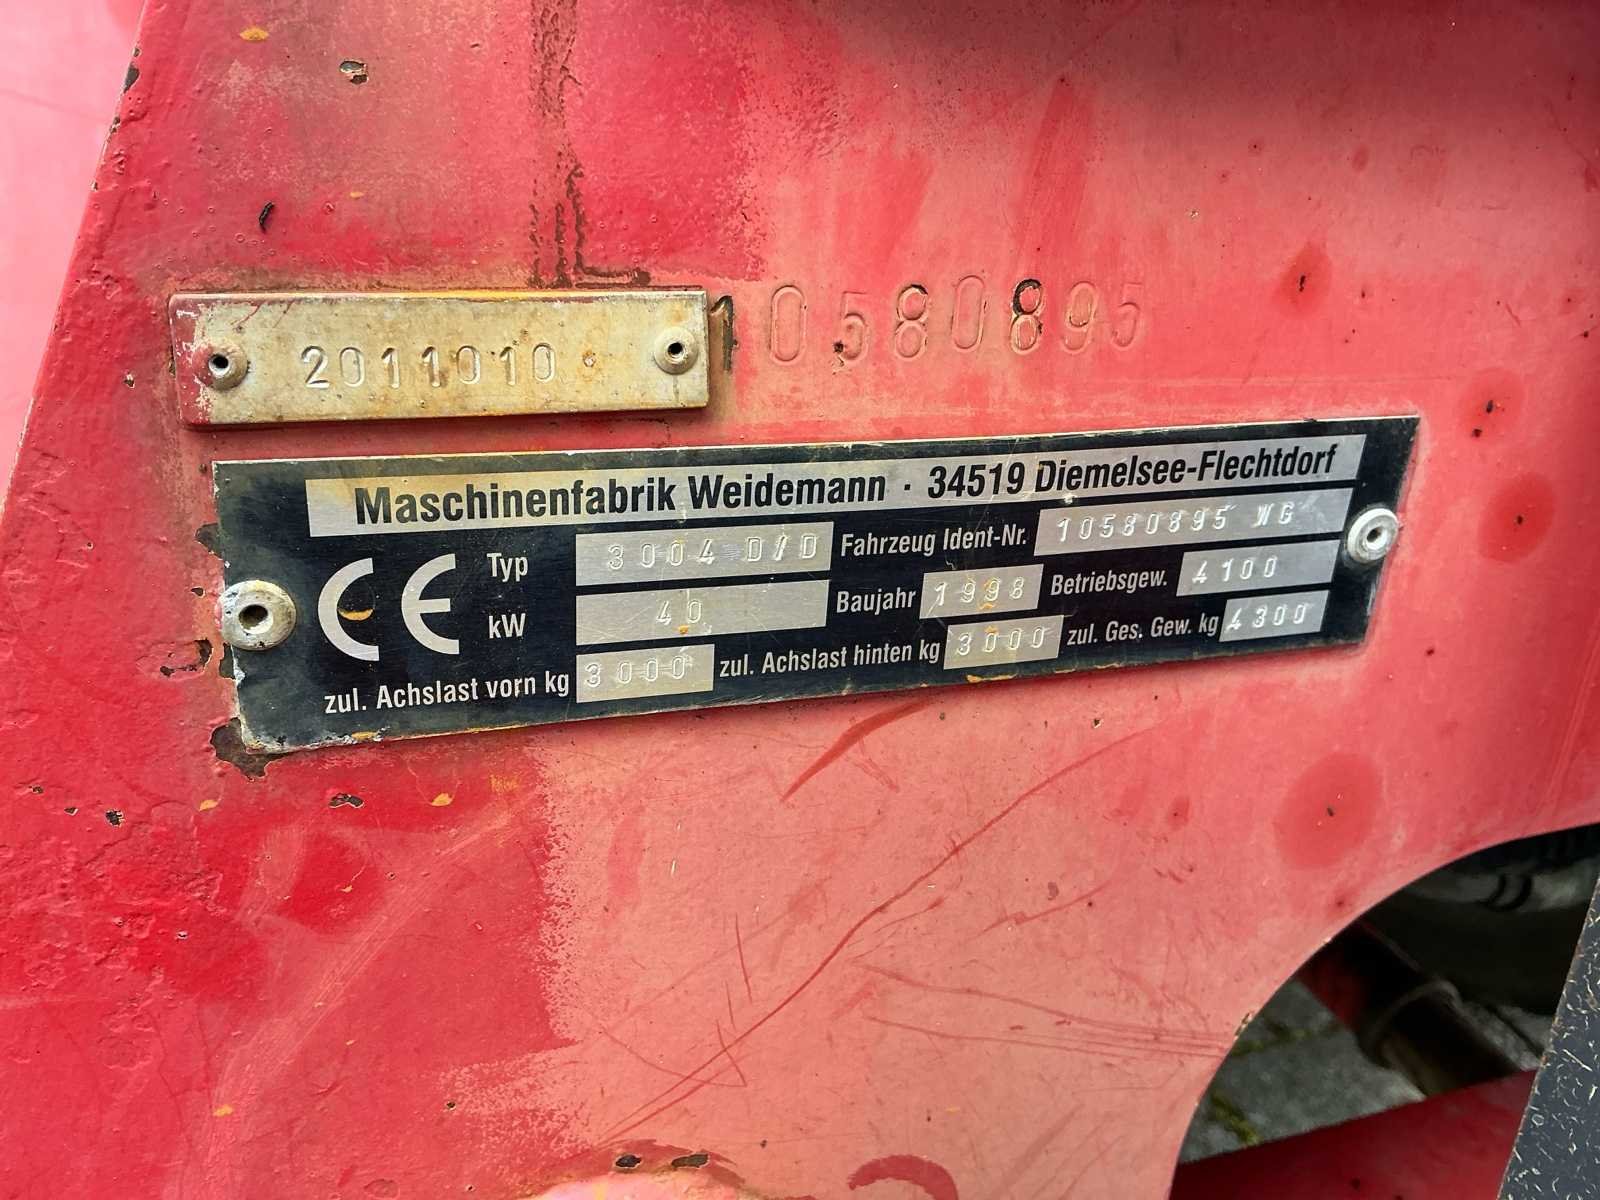 10580895
2011010
Maschinenfabrik Weidemann · 34519 Diemelsee-Flechtdorf
CE Typ 3004 D/D Fahrzeug Ident-Nr. 10580895 WG
kW 40 Baujahr 1998 Betriebsgew. 4100
zul. Achslast vorn kg 3000 zul. Achslast hinten kg 3000 zul. Ges. Gew. kg 4300